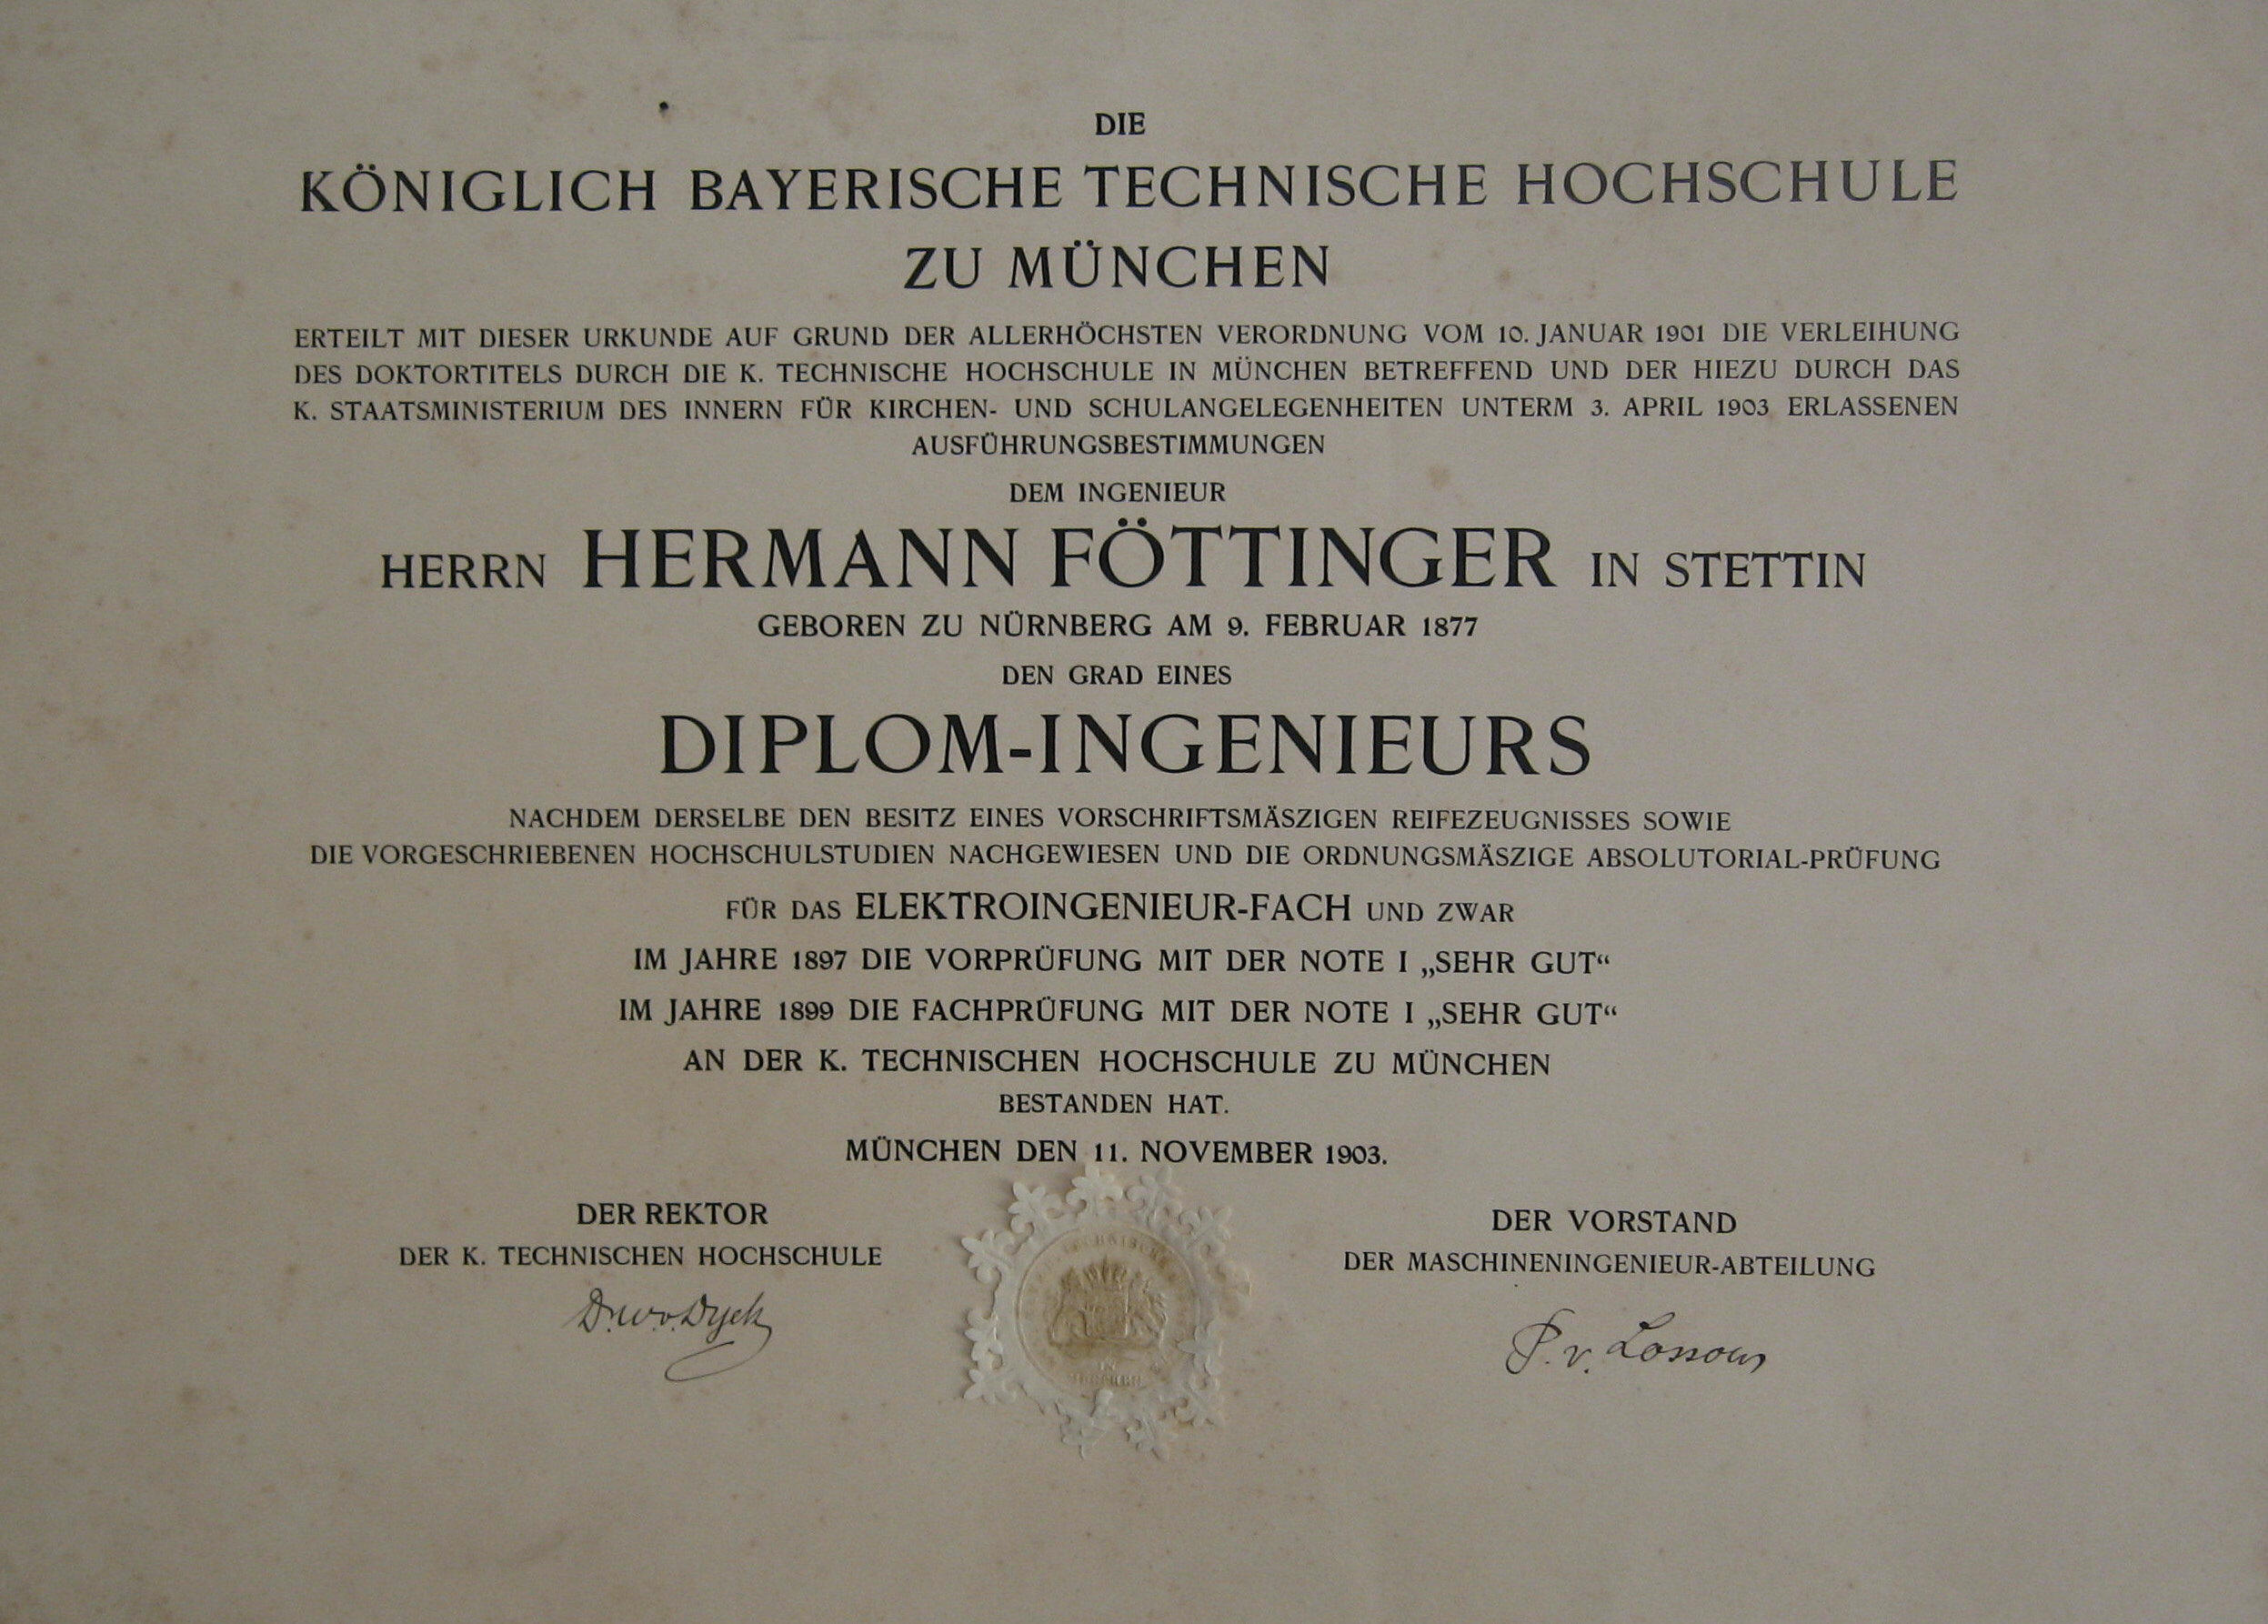 DIE
KÖNIGLICH BAYERISCHE TECHNISCHE HOCHSCHULE
ZU MÜNCHEN
ERTEILT MIT DIESER URKUNDE AUF GRUND DER ALLERHÖCHSTEN VERORDNUNG VOM 10. JANUAR 1901 DIE VERLEIHUNG
DES DOKTORTITELS DURCH DIE K. TECHNISCHE HOCHSCHULE IN MÜNCHEN BETREFFEND UND DER HIEZU DURCH DAS
K. STAATSMINISTERIUM DES INNERN FÜR KIRCHEN- UND SCHULANGELEGENHEITEN UNTERM 3. APRIL 1903 ERLASSENEN
AUSFÜHRUNGSBESTIMMUNGEN
DEM INGENIEUR
HERRN HERMANN FÖTTINGER IN STETTIN
GEBOREN ZU NÜRNBERG AM 9. FEBRUAR 1877
DEN GRAD EINES
DIPLOM-INGENIEURS
NACHDEM DERSELBE DEN BESITZ EINES VORSCHRIFTSMÄSZIGEN REIFEZEUGNISSES SOWIE
DIE VORGESCHRIEBENEN HOCHSCHULSTUDIEN NACHGEWIESEN UND DIE ORDNUNGSMÄSZIGE ABSOLUTORIAL-PRÜFUNG
FÜR DAS ELEKTROINGENIEUR-FACH UND ZWAR
IM JAHRE 1897 DIE VORPRÜFUNG MIT DER NOTE I „SEHR GUT“
IM JAHRE 1899 DIE FACHPRÜFUNG MIT DER NOTE I „SEHR GUT“
AN DER K. TECHNISCHEN HOCHSCHULE ZU MÜNCHEN
BESTANDEN HAT.
MÜNCHEN DEN 11. NOVEMBER 1903.
DER REKTOR
DER K. TECHNISCHEN HOCHSCHULE
Dr. W. v. Dyck
DER VORSTAND
DER MASCHINENINGENIEUR-ABTEILUNG
P. v. Lossow
TECHNISCHE
MÜNCHEN